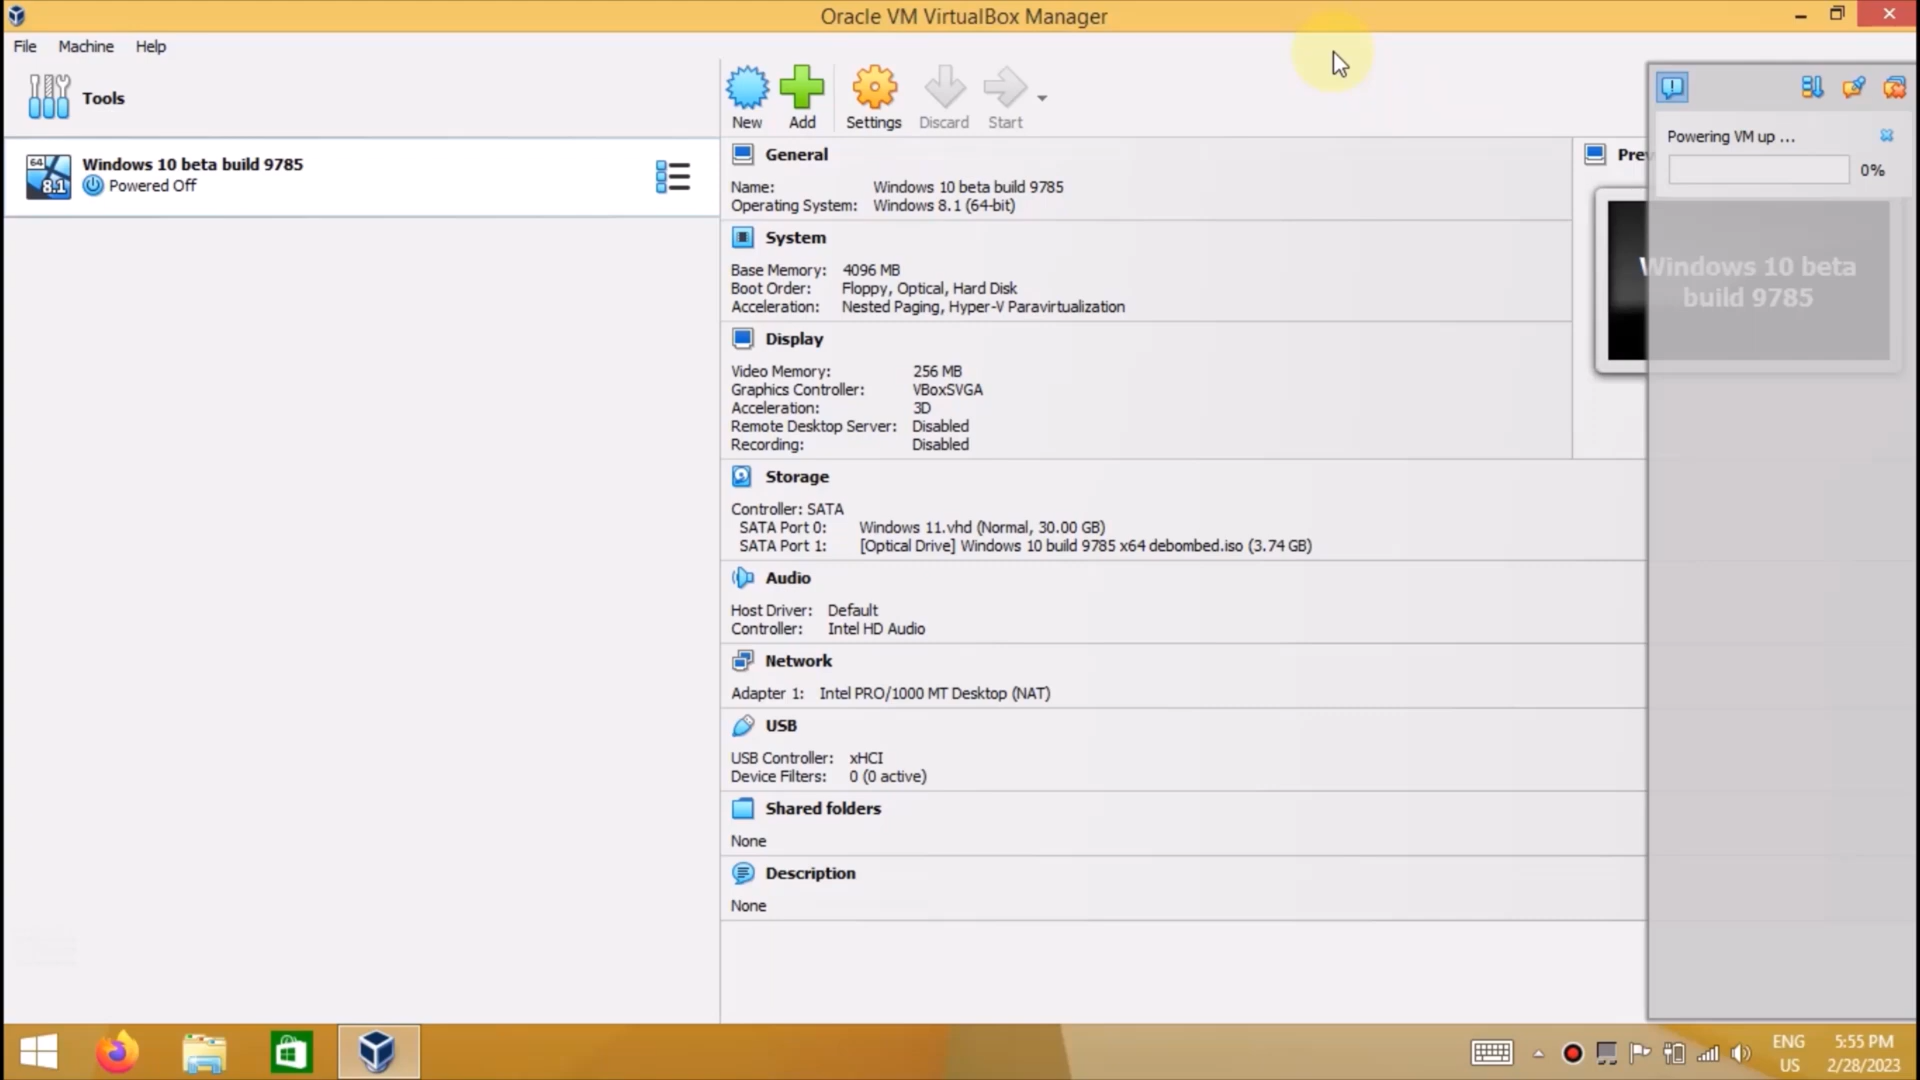 Oracle VM VirtualBox Manager
File Machine Help
Tools
New Add Settings Discard Start
Powering VM up ...
0%
64
8.1
Windows 10 beta build 9785
Powered Off
General
Name: Windows 10 beta build 9785
Operating System: Windows 8.1 (64-bit)
Pre
Windows 10 beta
build 9785
System
Base Memory: 4096 MB
Boot Order: Floppy, Optical, Hard Disk
Acceleration: Nested Paging, Hyper-V Paravirtualization
Display
Video Memory: 256 MB
Graphics Controller: VBoxSVGA
Acceleration: 3D
Remote Desktop Server: Disabled
Recording: Disabled
Storage
Controller: SATA
SATA Port 0: Windows 11.vhd (Normal, 30.00 GB)
SATA Port 1: [Optical Drive] Windows 10 build 9785 x64 debombed.iso (3.74 GB)
Audio
Host Driver: Default
Controller: Intel HD Audio
Network
Adapter 1: Intel PRO/1000 MT Desktop (NAT)
USB
USB Controller: xHCI
Device Filters: 0 (0 active)
Shared folders
None
Description
None
ENG
US
5:55 PM
2/28/2023